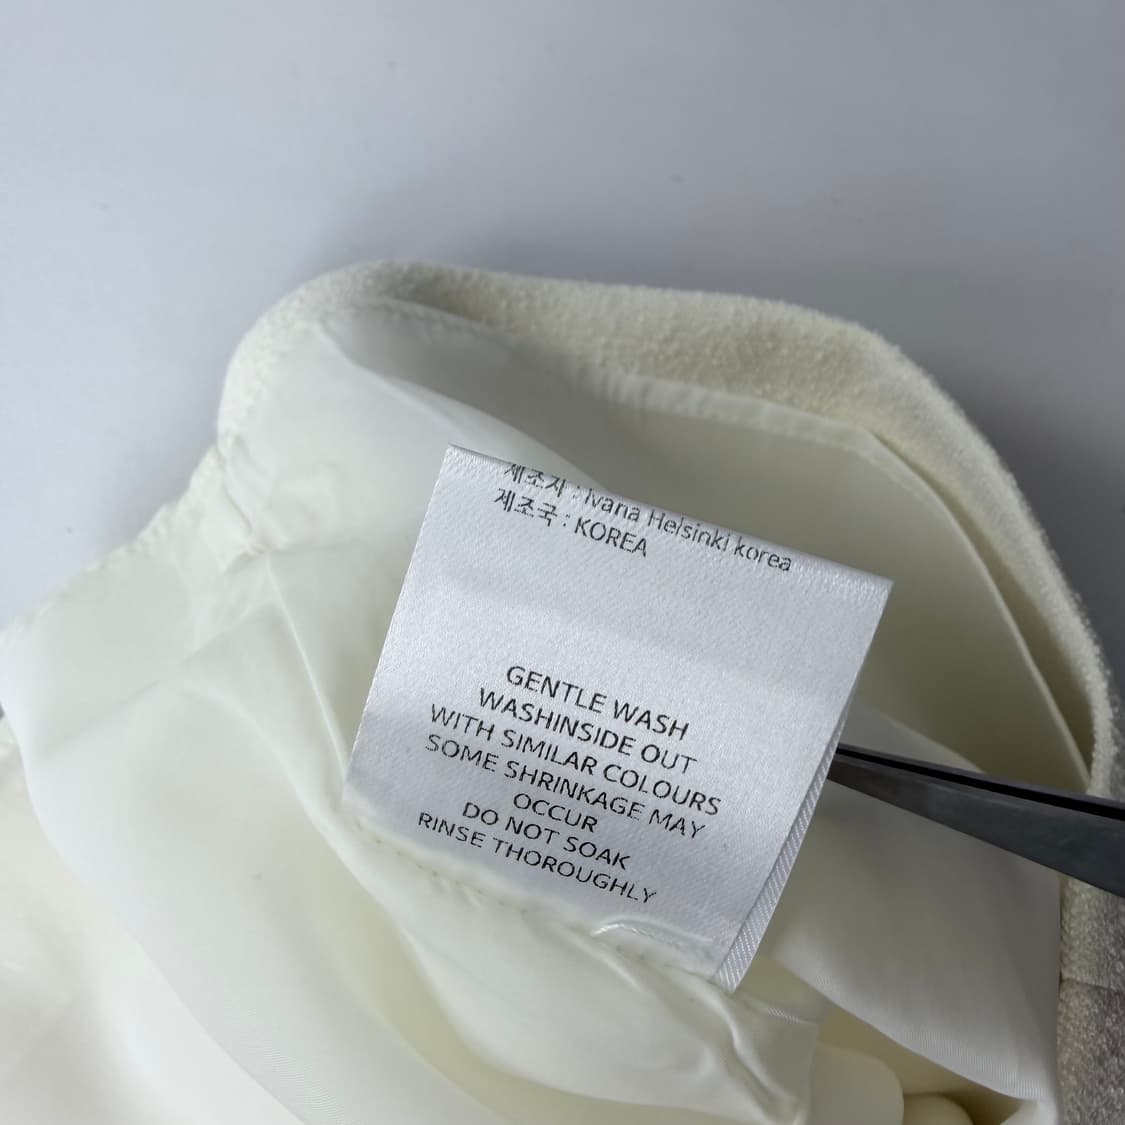 제조자 : Ivana Helsinki korea
제조국 : KOREA
GENTLE WASH
WASHINSIDE OUT
WITH SIMILAR COLOURS
SOME SHRINKAGE MAY
OCCUR
DO NOT SOAK
RINSE THOROUGHLY